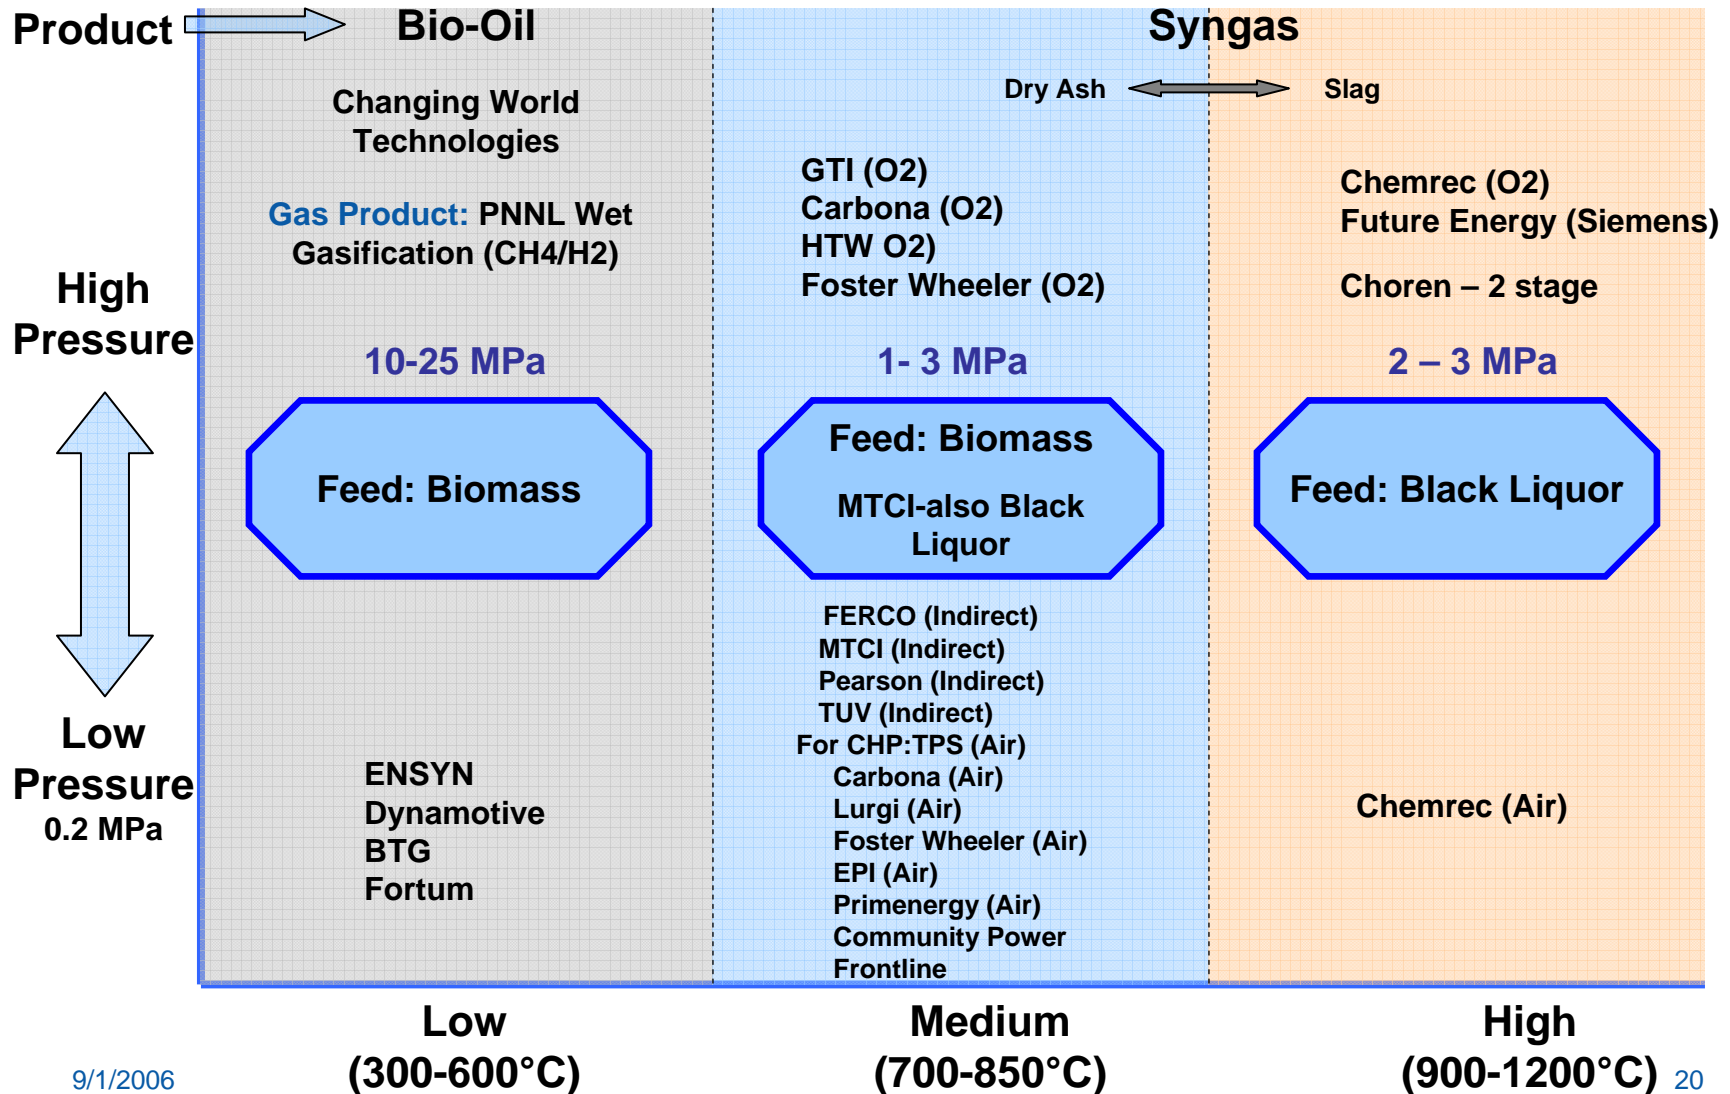 Product
Bio-Oil
Syngas
Dry Ash
Slag
Changing World
Technologies
Gas Product: PNNL Wet
Gasification (CH4/H2)
GTI (O2)
Carbona (O2)
HTW O2)
Foster Wheeler (O2)
Chemrec (O2)
Future Energy (Siemens)
Choren – 2 stage
High
Pressure
10-25 MPa
1- 3 MPa
2 – 3 MPa
Feed: Biomass
Feed: Biomass
MTCI-also Black
Liquor
Feed: Black Liquor
Low
Pressure
0.2 MPa
ENSYN
Dynamotive
BTG
Fortum
FERCO (Indirect)
MTCI (Indirect)
Pearson (Indirect)
TUV (Indirect)
For CHP:TPS (Air)
Carbona (Air)
Lurgi (Air)
Foster Wheeler (Air)
EPI (Air)
Primenergy (Air)
Community Power
Frontline
Chemrec (Air)
Low
(300-600°C)
Medium
(700-850°C)
High
(900-1200°C)
9/1/2006
20